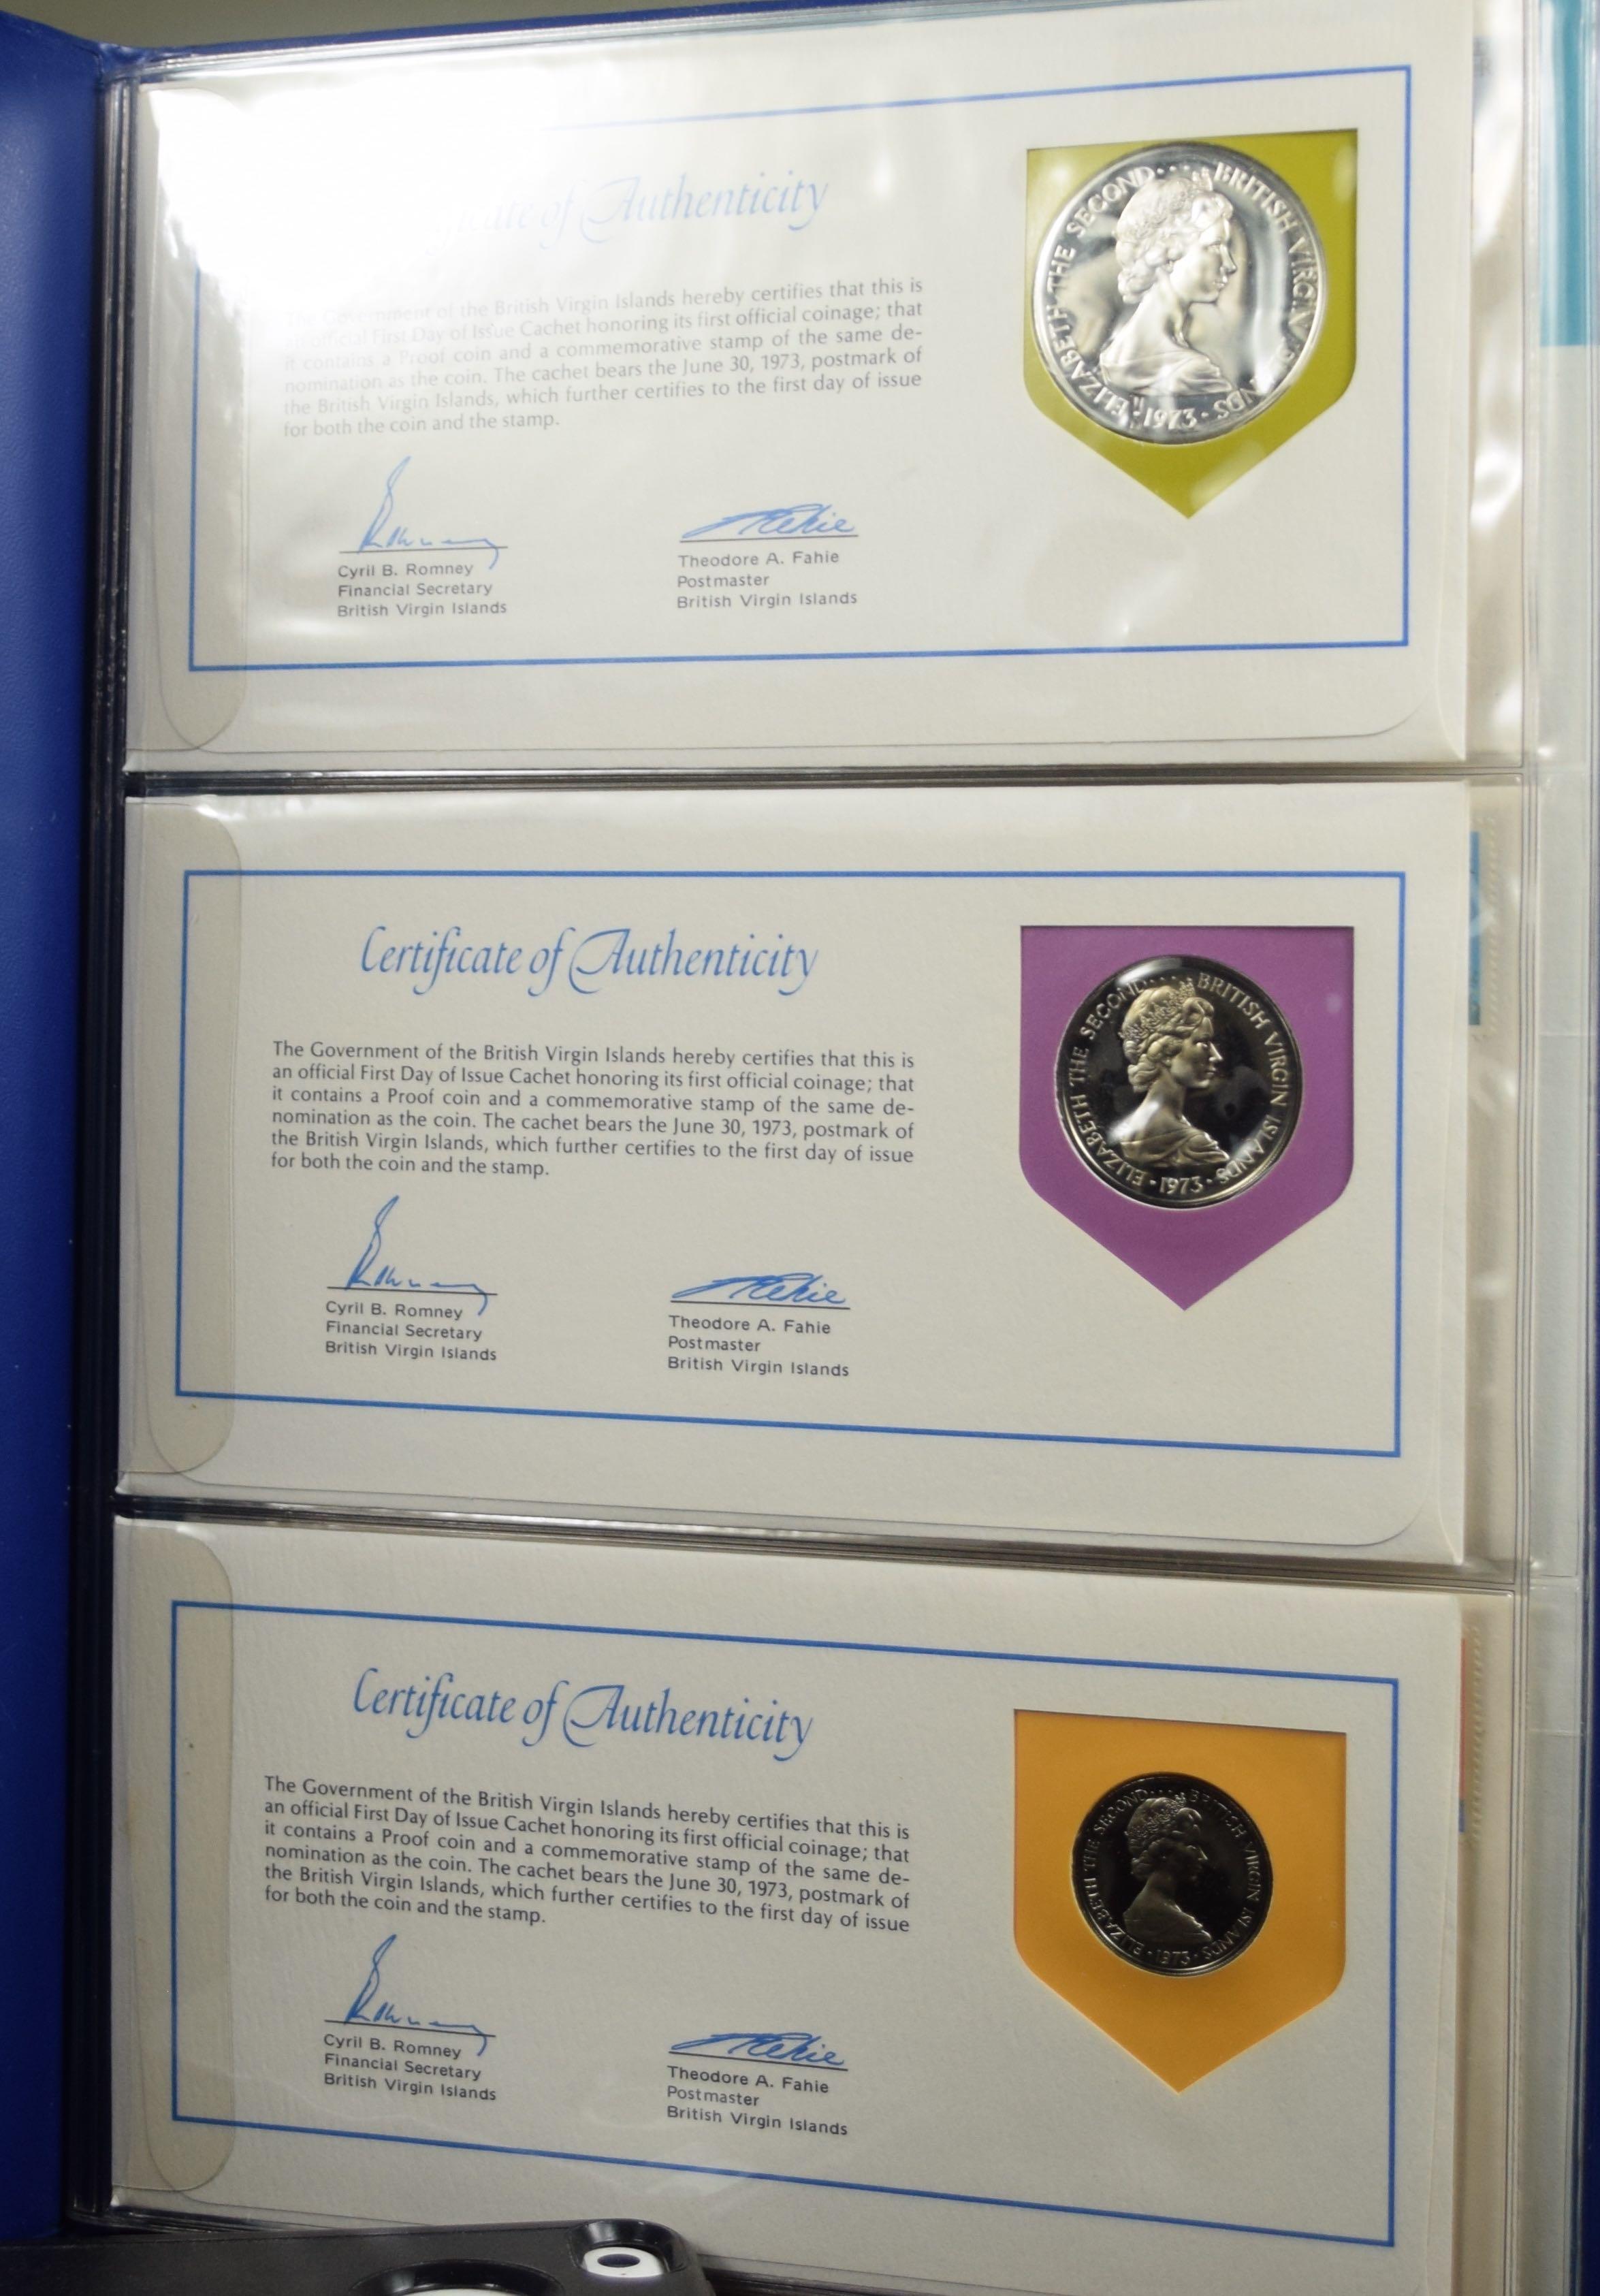 of Authenticity
The Government of the British Virgin Islands hereby certifies that this is
an official First Day of Issue Cachet honoring its first official coinage; that
it contains a Proof coin and a commemorative stamp of the same de-
nomination as the coin. The cachet bears the June 30, 1973, postmark of
the British Virgin Islands, which further certifies to the first day of issue
for both the coin and the stamp.
Romney
Cyril B. Romney
Financial Secretary
British Virgin Islands
Fahie
Theodore A. Fahie
Postmaster
British Virgin Islands
ELIZABETH THE SECOND • • • BRITISH VIRGIN ISLANDS • 1973 •
Certificate of Authenticity
The Government of the British Virgin Islands hereby certifies that this is
an official First Day of Issue Cachet honoring its first official coinage; that
it contains a Proof coin and a commemorative stamp of the same de-
nomination as the coin. The cachet bears the June 30, 1973, postmark of
the British Virgin Islands, which further certifies to the first day of issue
for both the coin and the stamp.
Romney
Cyril B. Romney
Financial Secretary
British Virgin Islands
Fahie
Theodore A. Fahie
Postmaster
British Virgin Islands
ELIZABETH THE SECOND • • • BRITISH VIRGIN ISLANDS • 1973 •
Certificate of Authenticity
The Government of the British Virgin Islands hereby certifies that this is
an official First Day of Issue Cachet honoring its first official coinage; that
it contains a Proof coin and a commemorative stamp of the same de-
nomination as the coin. The cachet bears the June 30, 1973, postmark of
the British Virgin Islands, which further certifies to the first day of issue
for both the coin and the stamp.
Romney
Cyril B. Romney
Financial Secretary
British Virgin Islands
Fahie
Theodore A. Fahie
Postmaster
British Virgin Islands
ELIZABETH THE SECOND • • • BRITISH VIRGIN ISLANDS • 1973 •